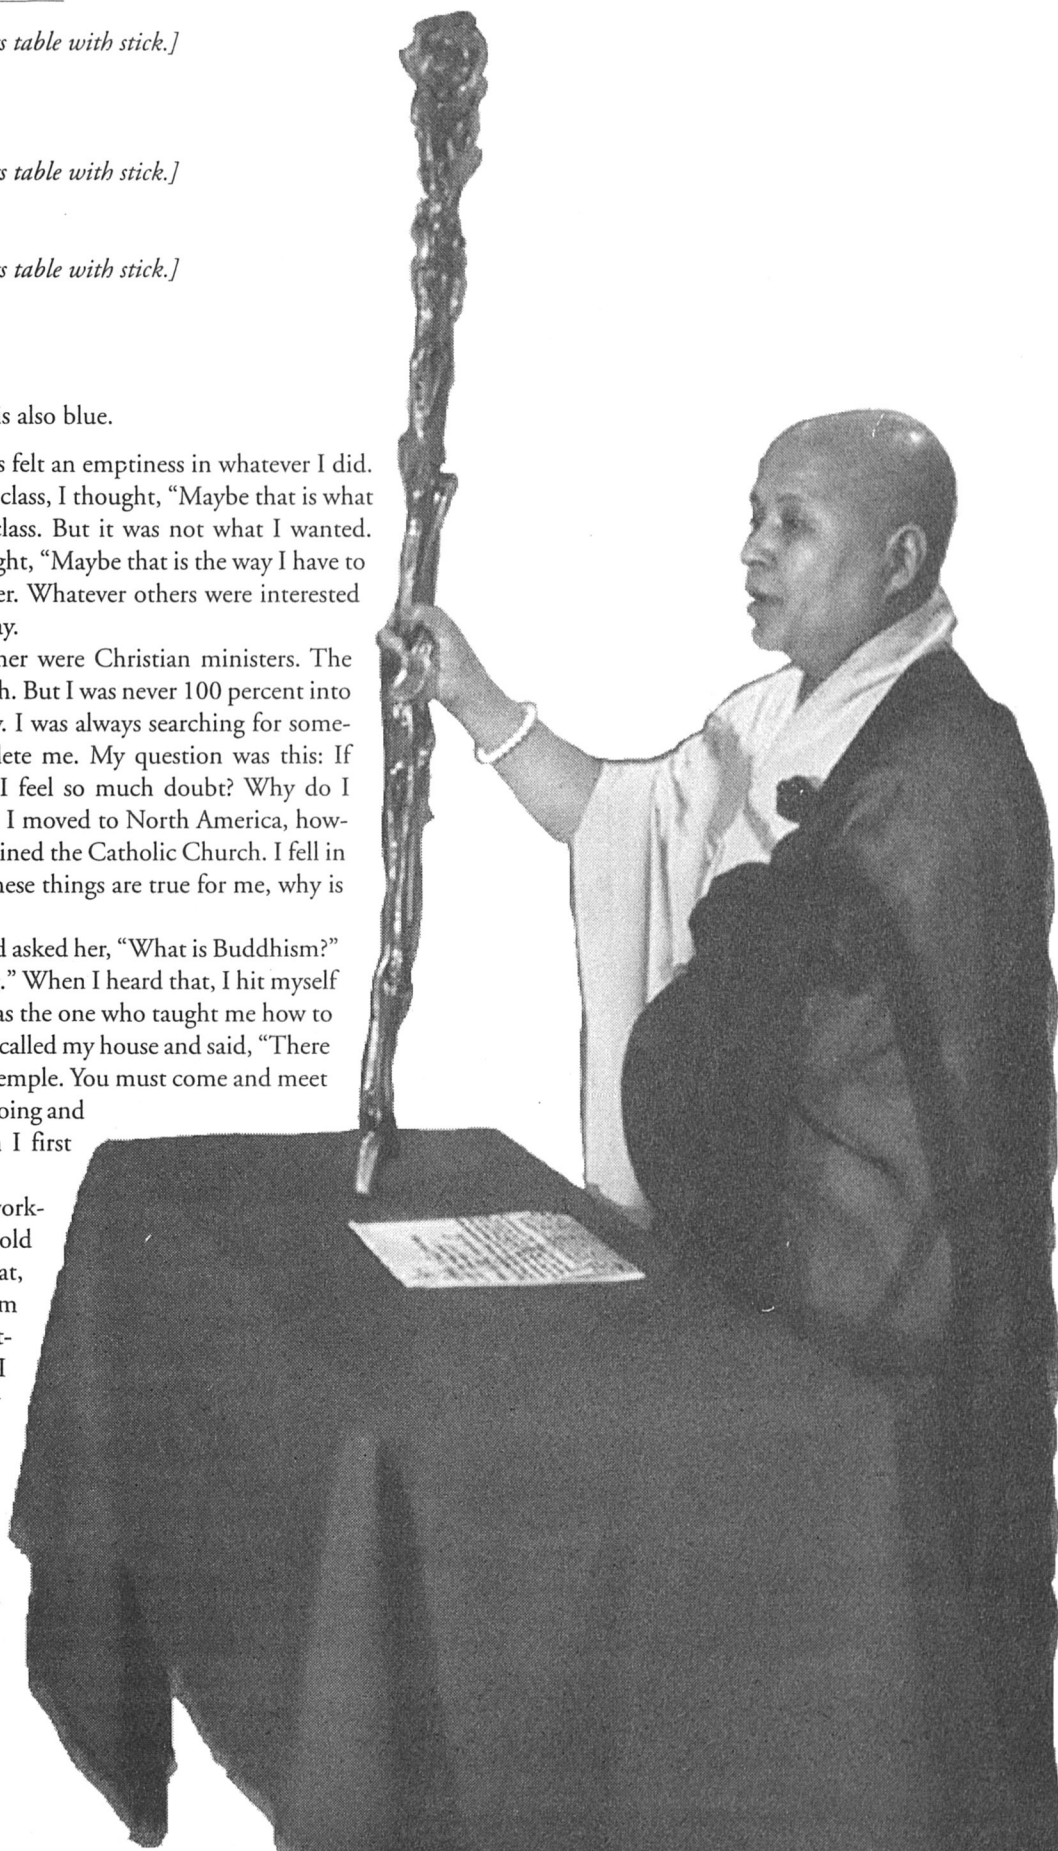 s table with stick.]
s table with stick.]
s table with stick.]
is also blue.
s felt an emptiness in whatever I did.
class, I thought, “Maybe that is what
class. But it was not what I wanted.
ght, “Maybe that is the way I have to
er. Whatever others were interested
ay.
her were Christian ministers. The
h. But I was never 100 percent into
y. I was always searching for some-
lete me. My question was this: If
I feel so much doubt? Why do I
I moved to North America, how-
ined the Catholic Church. I fell in
hese things are true for me, why is
d asked her, “What is Buddhism?”
.” When I heard that, I hit myself
as the one who taught me how to
called my house and said, “There
emple. You must come and meet
oing and
I first
ork-
old
at,
m
t-
I